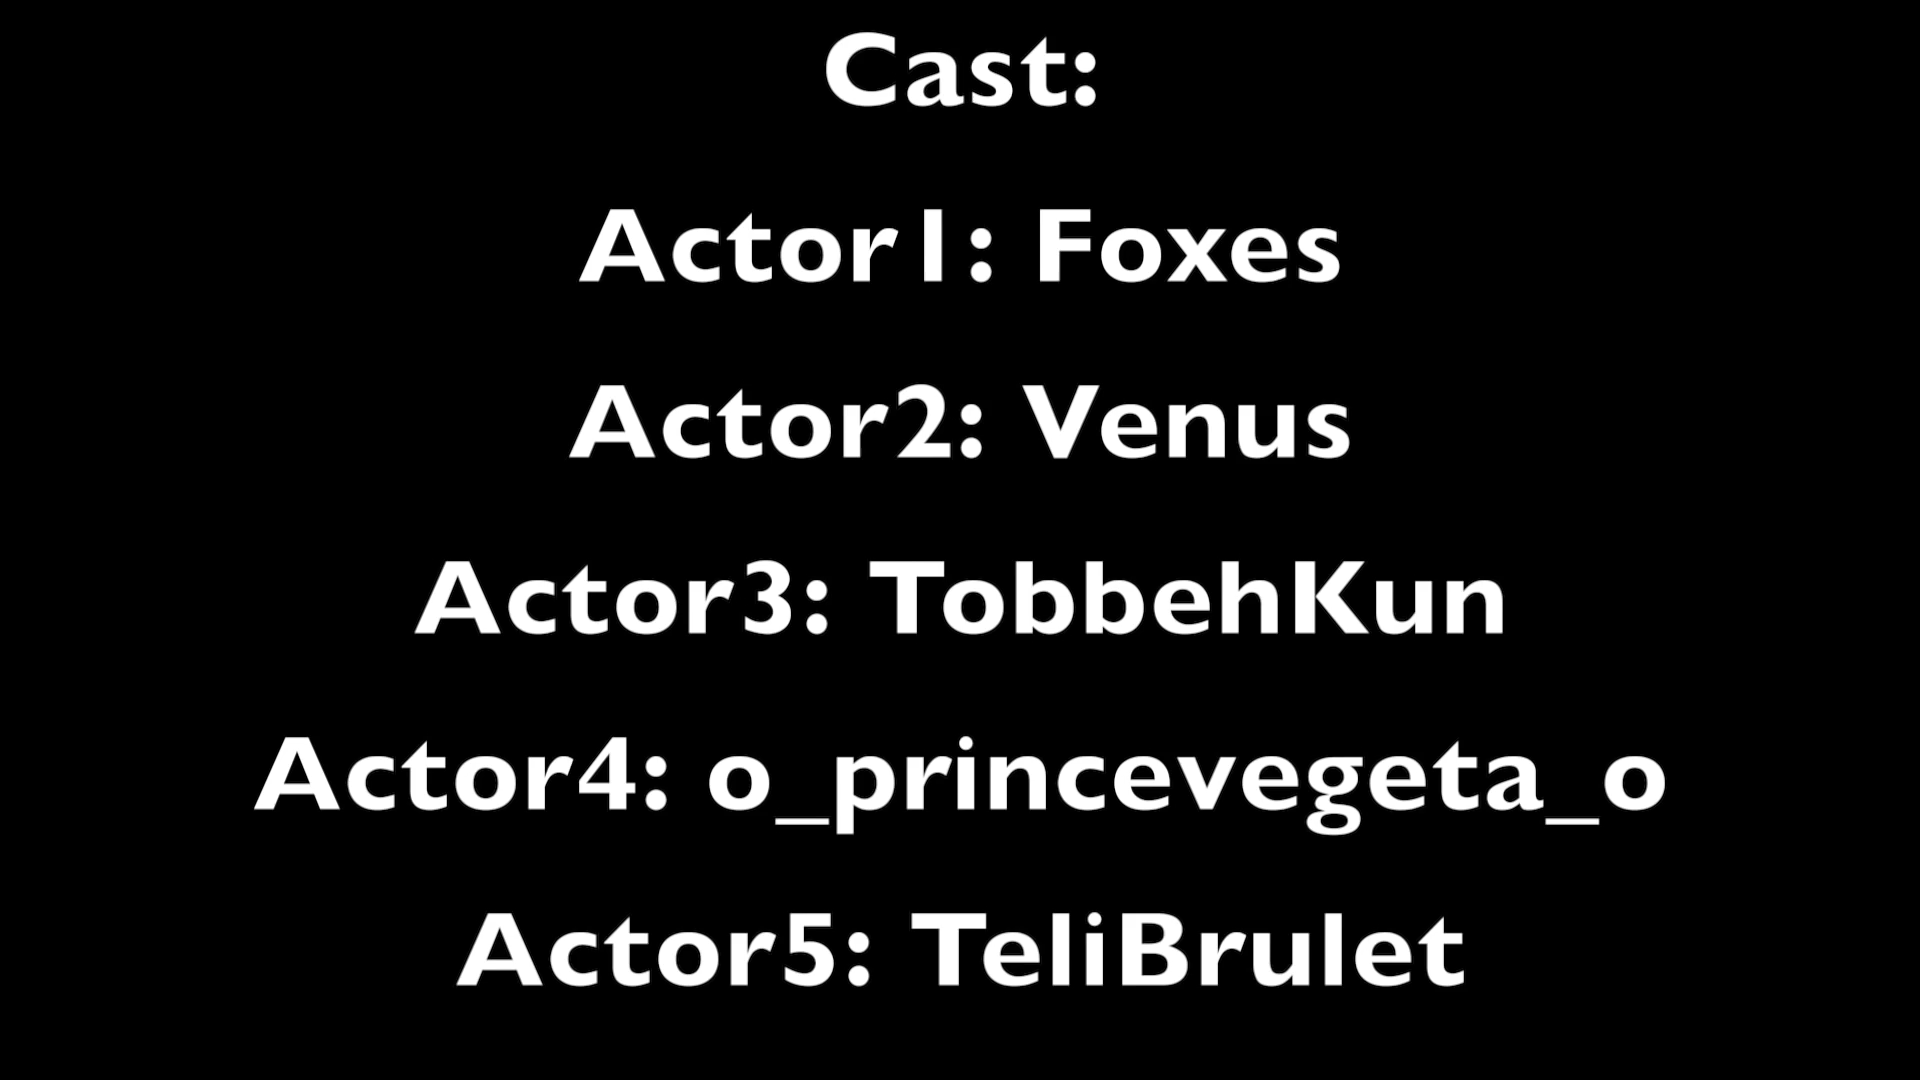 Cast:
Actor1: Foxes
Actor2: Venus
Actor3: TobbehKun
Actor4: o_princevegeta_o
Actor5: TeliBrulet